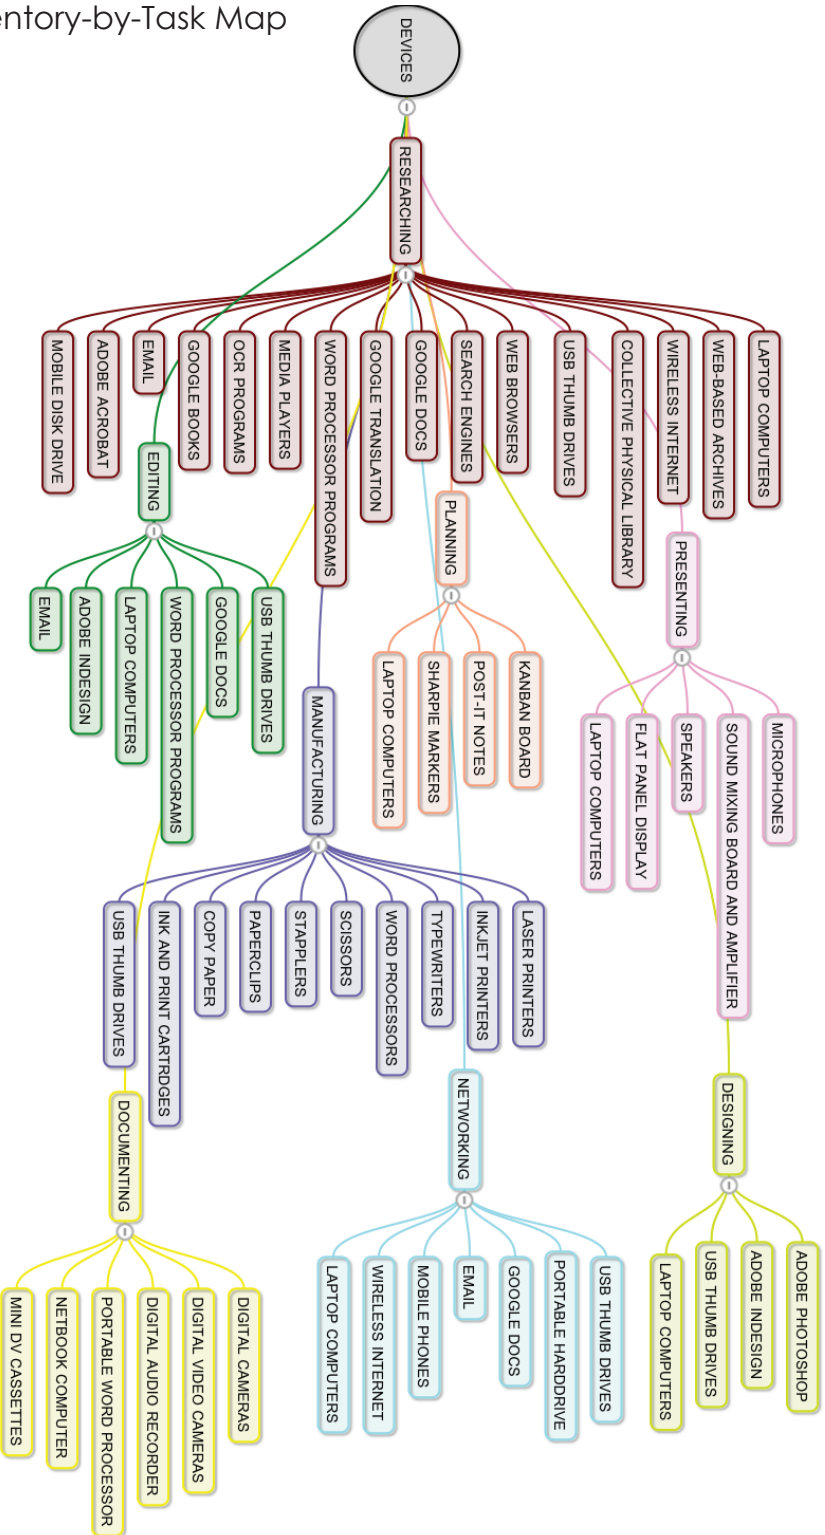 entory-by-Task Map
DEVICES
RESEARCHING
MOBILE DISK DRIVE
ADOBE ACROBAT
EMAIL
GOOGLE BOOKS
OCR PROGRAMS
MEDIA PLAYERS
WORD PROCESSOR PROGRAMS
GOOGLE TRANSLATION
GOOGLE DOCS
SEARCH ENGINES
WEB BROWSERS
USB THUMB DRIVES
COLLECTIVE PHYSICAL LIBRARY
WIRELESS INTERNET
WEB-BASED ARCHIVES
LAPTOP COMPUTERS
EDITING
EMAIL
ADOBE INDESIGN
LAPTOP COMPUTERS
WORD PROCESSOR PROGRAMS
GOOGLE DOCS
USB THUMB DRIVES
PLANNING
LAPTOP COMPUTERS
SHARPIE MARKERS
POST-IT NOTES
KANBAN BOARD
PRESENTING
LAPTOP COMPUTERS
FLAT PANEL DISPLAY
SPEAKERS
SOUND MIXING BOARD AND AMPLIFIER
MICROPHONES
MANUFACTURING
USB THUMB DRIVES
INK AND PRINT CARTRDGES
COPY PAPER
PAPERCLIPS
STAPPLERS
SCISSORS
WORD PROCESSORS
TYPEWRITERS
INKJET PRINTERS
LASER PRINTERS
DOCUMENTING
MINI DV CASSETTES
NETBOOK COMPUTER
PORTABLE WORD PROCESSOR
DIGITAL AUDIO RECORDER
DIGITAL VIDEO CAMERAS
DIGITAL CAMERAS
NETWORKING
LAPTOP COMPUTERS
WIRELESS INTERNET
MOBILE PHONES
EMAIL
GOOGLE DOCS
PORTABLE HARDDRIVE
USB THUMB DRIVES
DESIGNING
LAPTOP COMPUTERS
USB THUMB DRIVES
ADOBE INDESIGN
ADOBE PHOTOSHOP